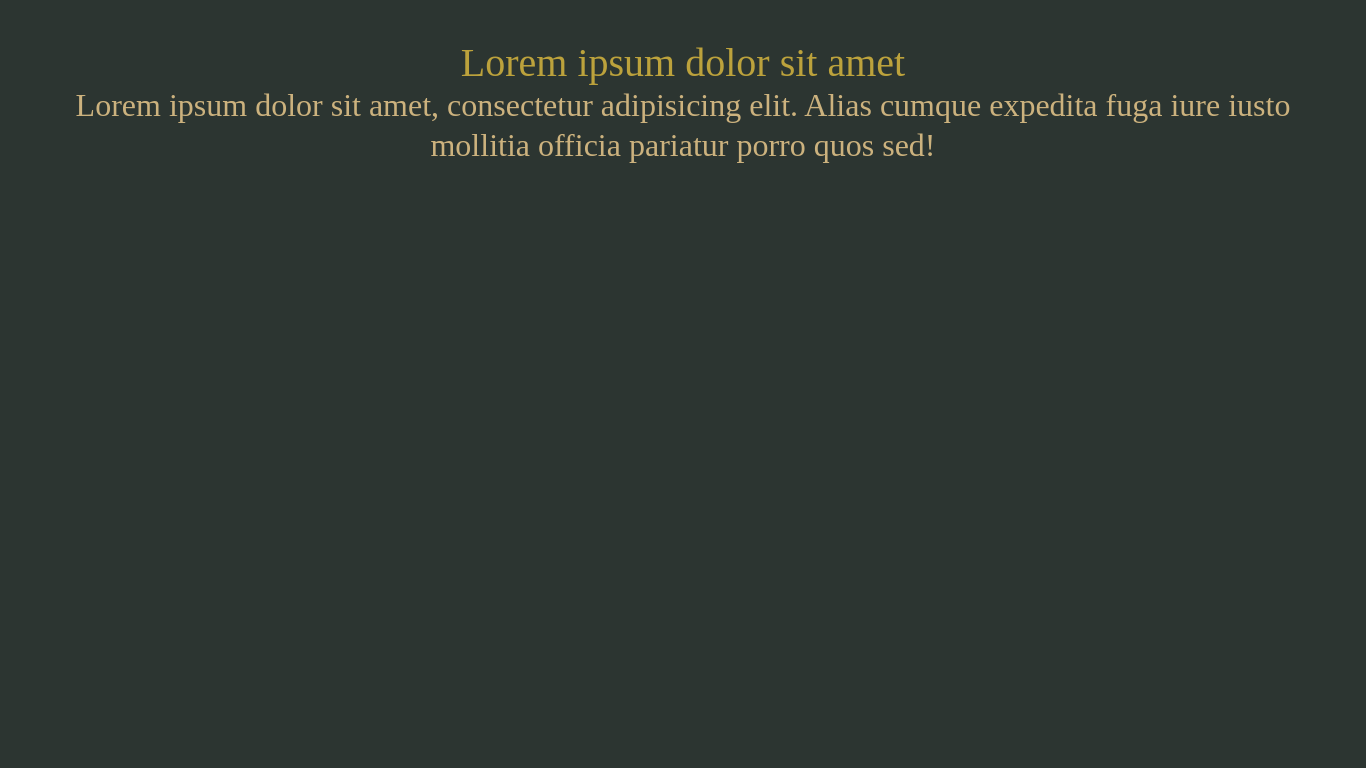 Lorem ipsum dolor sit amet
Lorem ipsum dolor sit amet, consectetur adipisicing elit. Alias cumque expedita fuga iure iusto
mollitia officia pariatur porro quos sed!